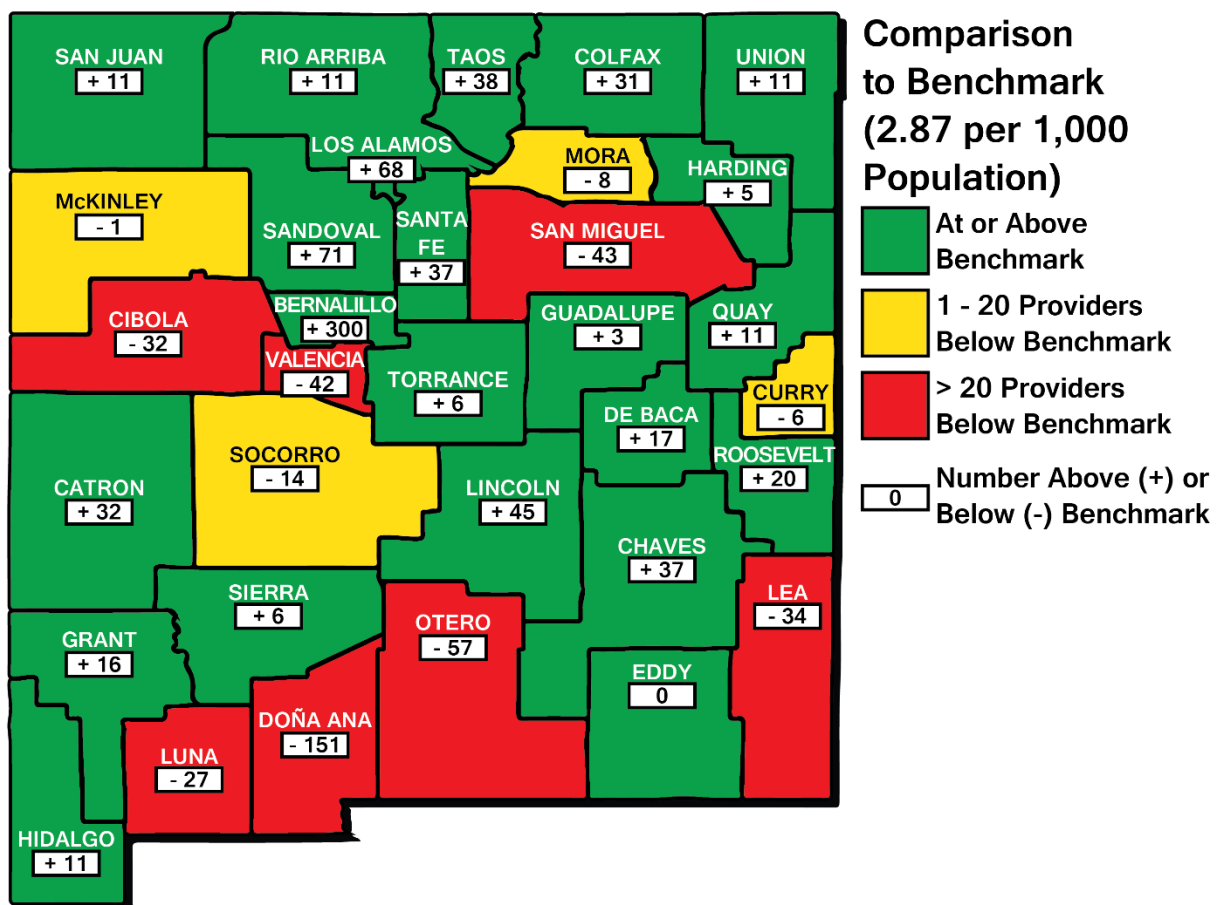 SAN JUAN
+ 11
RIO ARRIBA
+ 11
TAOS
+ 38
COLFAX
+ 31
UNION
+ 11
LOS ALAMOS
+ 68
MORA
- 8
HARDING
+ 5
McKINLEY
- 1
SANDOVAL
+ 71
SANTA
FE
+ 37
SAN MIGUEL
- 43
CIBOLA
- 32
BERNALILLO
+ 300
VALENCIA
- 42
TORRANCE
+ 6
GUADALUPE
+ 3
QUAY
+ 11
CURRY
- 6
DE BACA
+ 17
ROOSEVELT
+ 20
CATRON
+ 32
SOCORRO
- 14
LINCOLN
+ 45
CHAVES
+ 37
LEA
- 34
SIERRA
+ 6
OTERO
- 57
GRANT
+ 16
EDDY
0
DOÑA ANA
- 151
LUNA
- 27
HIDALGO
+ 11
Comparison
to Benchmark
(2.87 per 1,000
Population)
At or Above
Benchmark
1 - 20 Providers
Below Benchmark
> 20 Providers
Below Benchmark
0
Number Above (+) or
Below (-) Benchmark